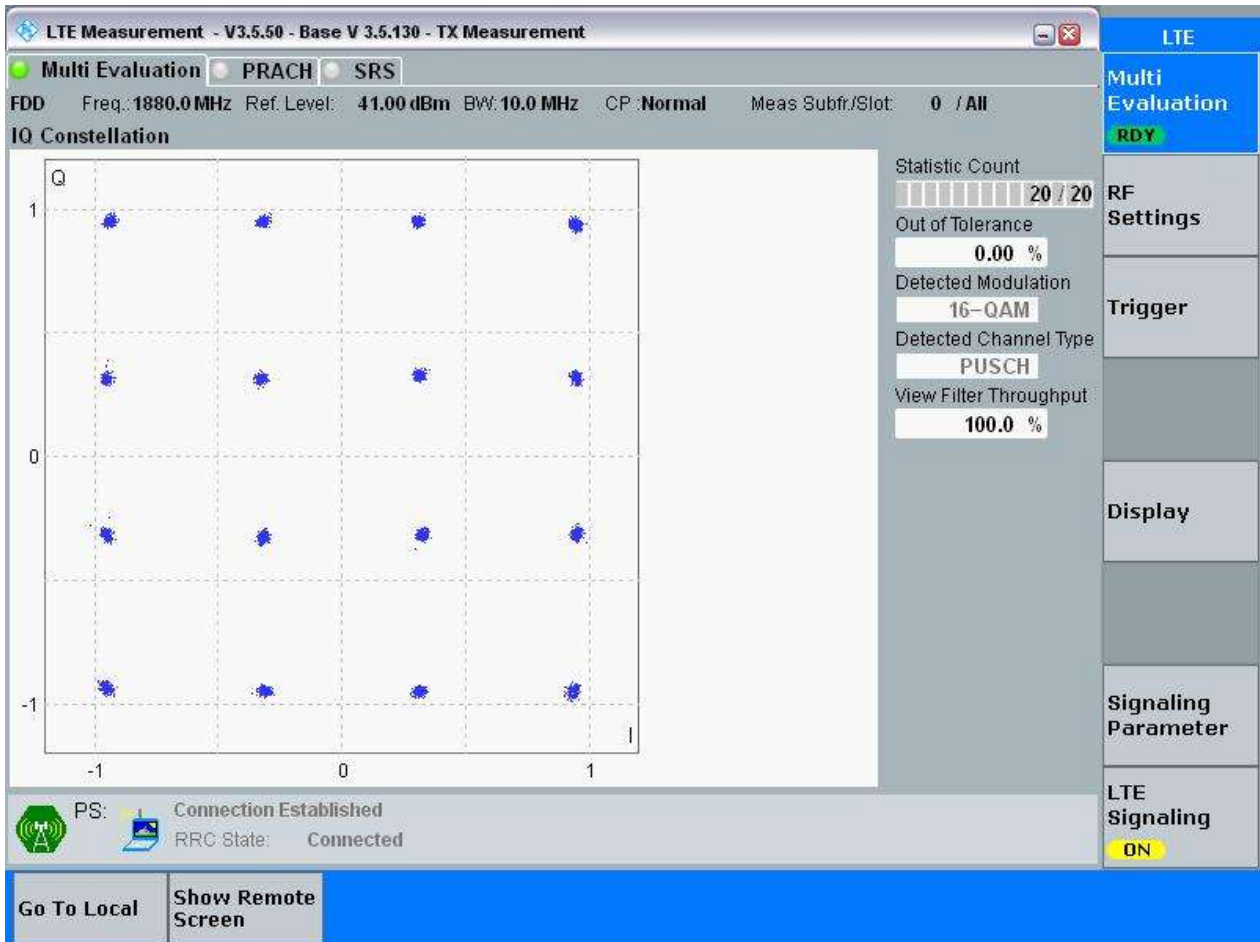 LTE Measurement - V3.5.50 - Base V 3.5.130 - TX Measurement
LTE
Multi Evaluation PRACH SRS
Multi
Evaluation
RDY
FDD Freq.: 1880.0 MHz Ref. Level: 41.00 dBm BW: 10.0 MHz CP : Normal Meas Subfr./Slot: 0 / All
IQ Constellation
Q
1
0
-1
I
-1 0 1
Statistic Count
20 / 20
Out of Tolerance
0.00 %
Detected Modulation
16-QAM
Detected Channel Type
PUSCH
View Filter Throughput
100.0 %
RF
Settings
Trigger
Display
Signaling
Parameter
LTE
Signaling
ON
PS: Connection Established
RRC State: Connected
Go To Local
Show Remote
Screen